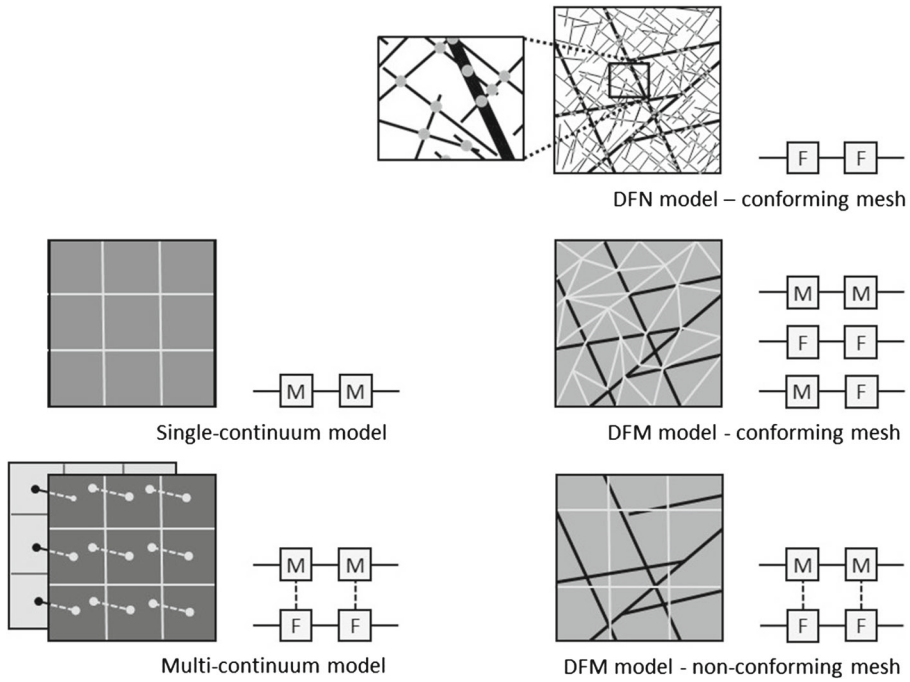 F F
DFN model – conforming mesh
M M
Single-continuum model
M M
F F
M F
DFM model - conforming mesh
M M
F F
Multi-continuum model
M M
F F
DFM model - non-conforming mesh